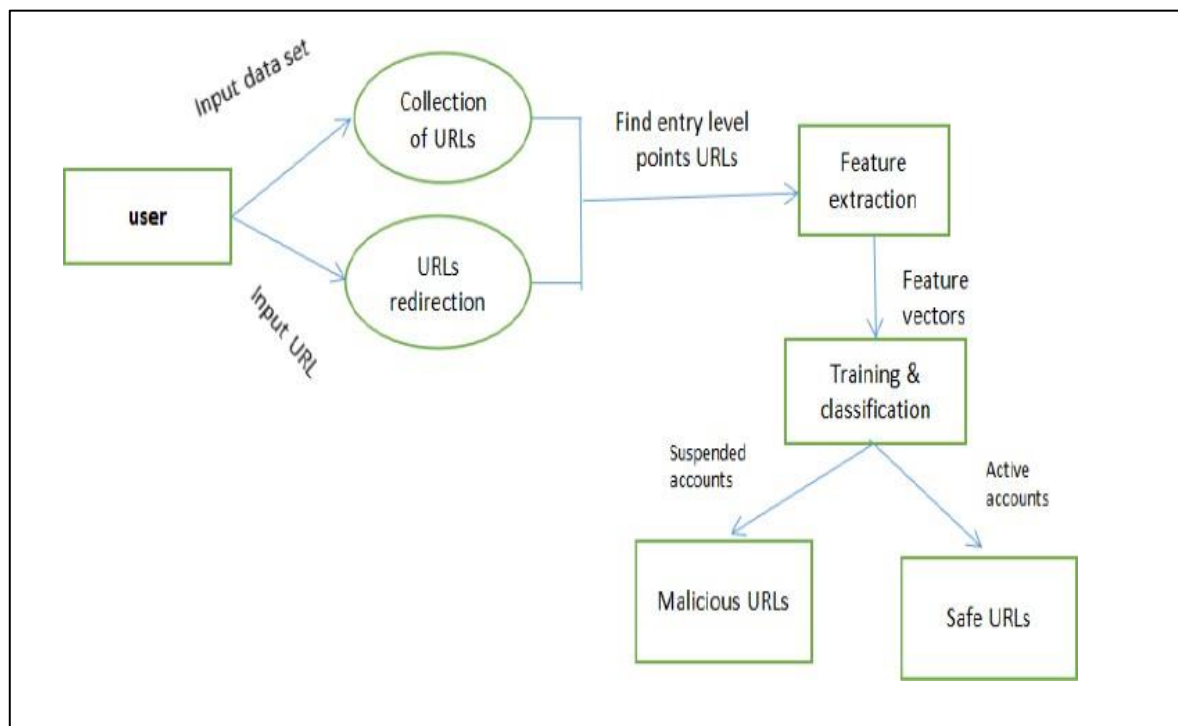 Input data set
Collection
of URLs
user
URLs
redirection
Input URL
Find entry level
points URLs
Feature
extraction
Feature
vectors
Training &
classification
Suspended
accounts
Active
accounts
Malicious URLs
Safe URLs